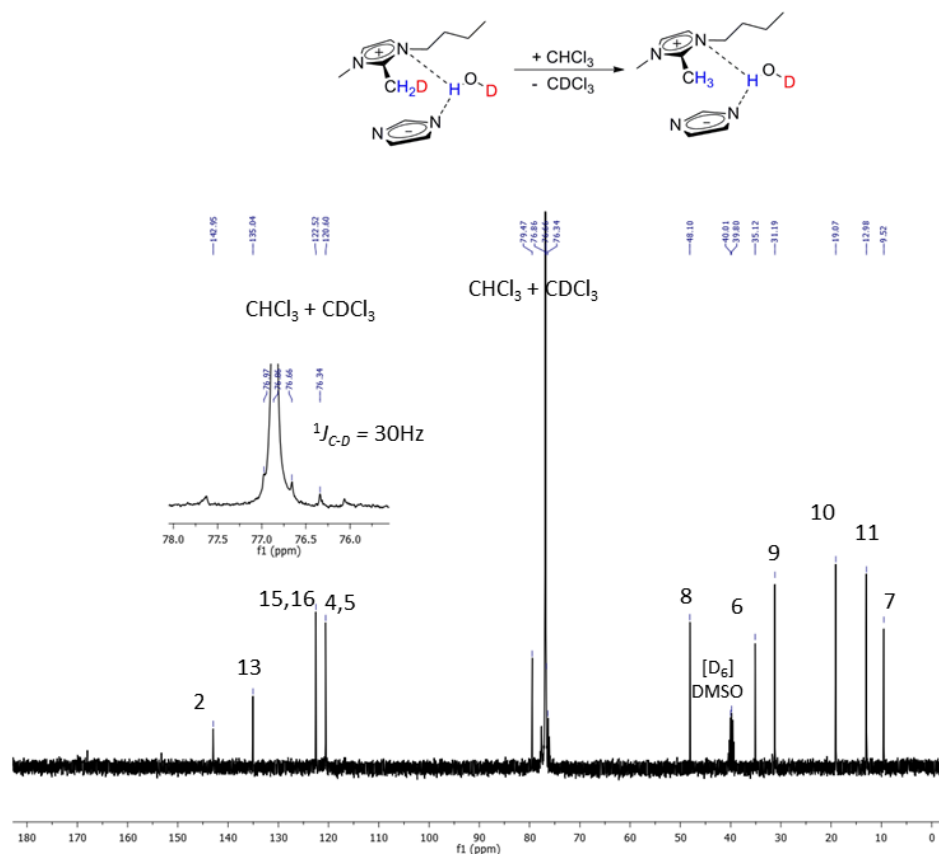 N + N
CH2D
H O D
N - N
+ CHCl3
- CDCl3
N + N
CH3
H O D
N - N
142.95
135.04
122.52
120.60
79.47
76.86
76.34
48.10
40.01
39.80
35.12
31.19
19.07
12.98
9.52
CHCl3 + CDCl3
CHCl3 + CDCl3
76.97
76.66
76.34
1JC-D = 30Hz
78.0 77.5 77.0 76.5 76.0
f1 (ppm)
2
13
15,16
4,5
8
[D6]
DMSO
6
9
10
11
7
180 170 160 150 140 130 120 110 100 90 80 70 60 50 40 30 20 10 0
f1 (ppm)